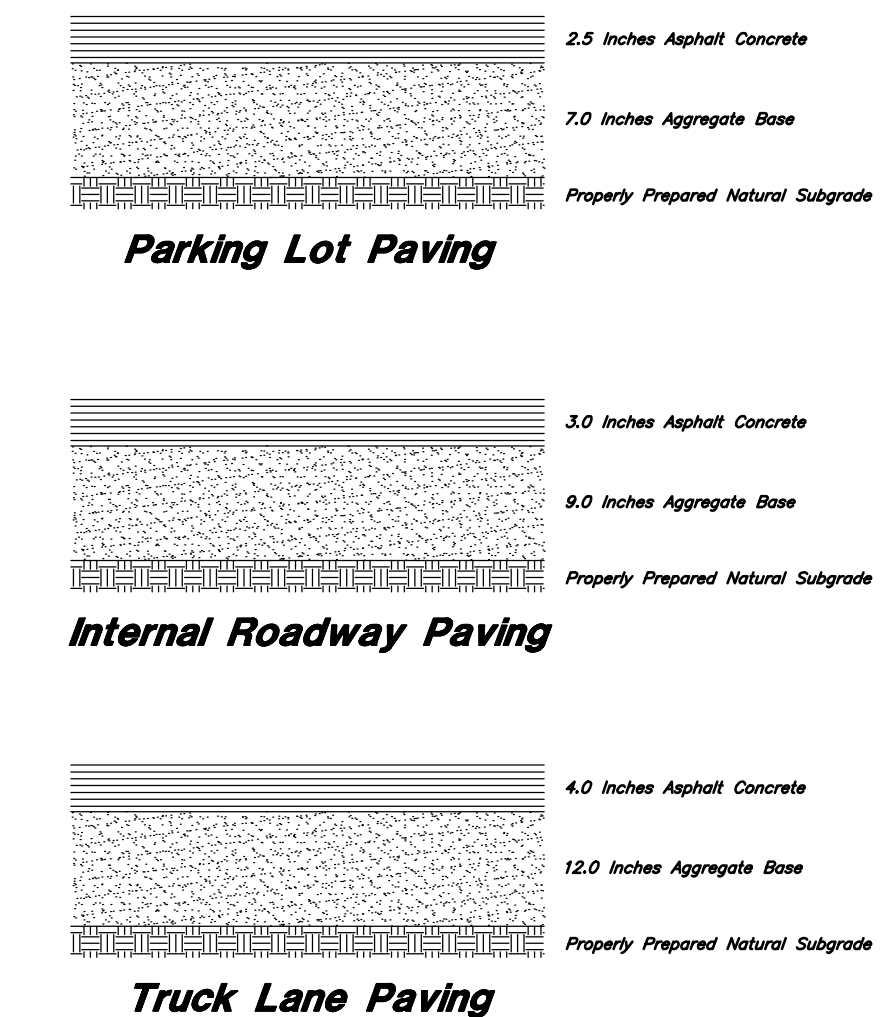 2.5 Inches Asphalt Concrete
7.0 Inches Aggregate Base
Properly Prepared Natural Subgrade
Parking Lot Paving
3.0 Inches Asphalt Concrete
9.0 Inches Aggregate Base
Properly Prepared Natural Subgrade
Internal Roadway Paving
4.0 Inches Asphalt Concrete
12.0 Inches Aggregate Base
Properly Prepared Natural Subgrade
Truck Lane Paving